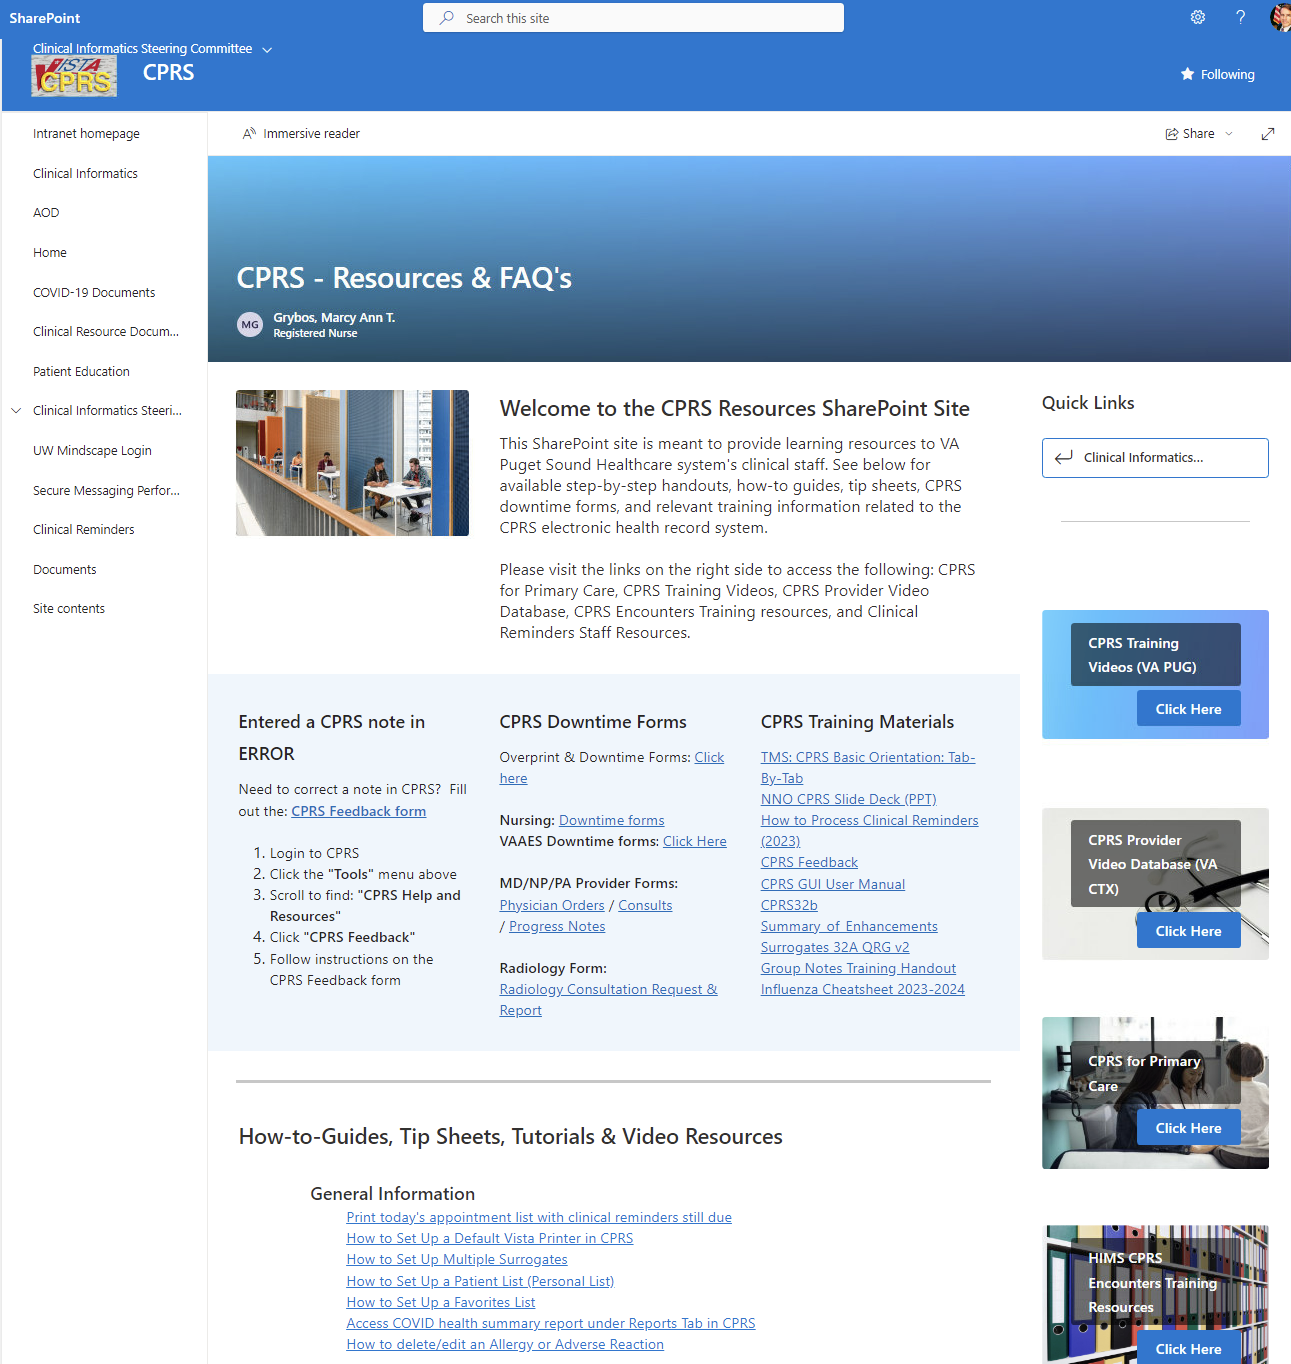 SharePoint
Search this site
?
Clinical Informatics Steering Committee
VISTA
CPRS
CPRS
Following
Intranet homepage
Clinical Informatics
AOD
Home
COVID-19 Documents
Clinical Resource Docum...
Patient Education
Clinical Informatics Steeri...
UW Mindscape Login
Secure Messaging Perfor...
Clinical Reminders
Documents
Site contents
Immersive reader
Share
CPRS - Resources & FAQ's
MG
Grybos, Marcy Ann T.
Registered Nurse
Welcome to the CPRS Resources SharePoint Site
This SharePoint site is meant to provide learning resources to VA
Puget Sound Healthcare system's clinical staff. See below for
available step-by-step handouts, how-to guides, tip sheets, CPRS
downtime forms, and relevant training information related to the
CPRS electronic health record system.
Please visit the links on the right side to access the following: CPRS
for Primary Care, CPRS Training Videos, CPRS Provider Video
Database, CPRS Encounters Training resources, and Clinical
Reminders Staff Resources.
Entered a CPRS note in
ERROR
Need to correct a note in CPRS? Fill
out the: CPRS Feedback form
1. Login to CPRS
2. Click the "Tools" menu above
3. Scroll to find: "CPRS Help and
Resources"
4. Click "CPRS Feedback"
5. Follow instructions on the
CPRS Feedback form
CPRS Downtime Forms
Overprint & Downtime Forms: Click
here
Nursing: Downtime forms
VAAES Downtime forms: Click Here
MD/NP/PA Provider Forms:
Physician Orders / Consults
/ Progress Notes
Radiology Form:
Radiology Consultation Request &
Report
CPRS Training Materials
TMS: CPRS Basic Orientation: Tab-
By-Tab
NNO CPRS Slide Deck (PPT)
How to Process Clinical Reminders
(2023)
CPRS Feedback
CPRS GUI User Manual
CPRS32b
Summary_of_Enhancements
Surrogates 32A QRG v2
Group Notes Training Handout
Influenza Cheatsheet 2023-2024
How-to-Guides, Tip Sheets, Tutorials & Video Resources
General Information
Print today's appointment list with clinical reminders still due
How to Set Up a Default Vista Printer in CPRS
How to Set Up Multiple Surrogates
How to Set Up a Patient List (Personal List)
How to Set Up a Favorites List
Access COVID health summary report under Reports Tab in CPRS
How to delete/edit an Allergy or Adverse Reaction
Quick Links
Clinical Informatics...
CPRS Training
Videos (VA PUG)
Click Here
CPRS Provider
Video Database (VA
CTX)
Click Here
CPRS for Primary
Care
Click Here
HIMS CPRS
Encounters Training
Resources
Click Here